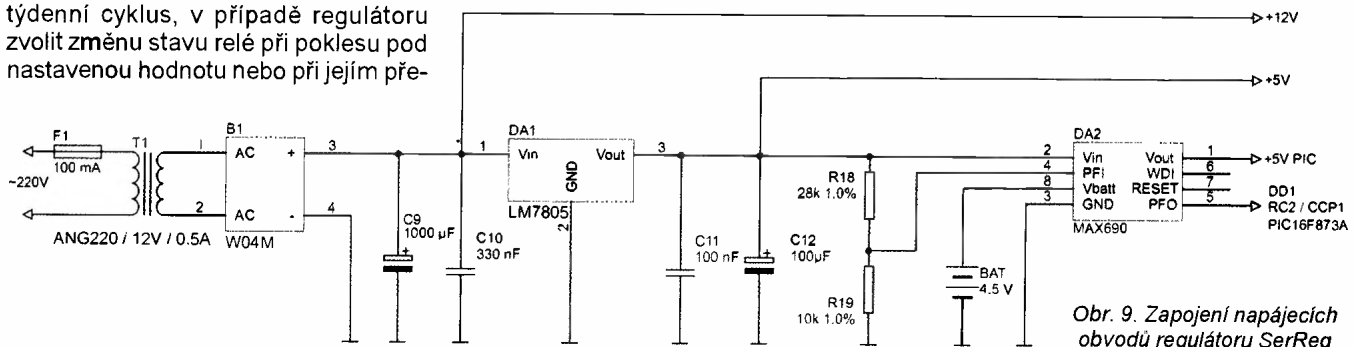 týdenní cyklus, v případě regulátoru
zvolit změnu stavu relé při poklesu pod
nastavenou hodnotu nebo při jejím pře-
+12V
+5V
F1
100 mA
~220V
T1
ANG220 / 12V / 0.5A
1
2
B1
AC +
AC -
W04M
3
4
C9
1000 µF
+
C10
330 nF
1
DA1
Vin Vout
GND
LM7805
2
3
C11
100 nF
C12
100µF
+
R18
28k 1.0%
R19
10k 1.0%
BAT
4.5 V
2
4
8
3
DA2
Vin Vout
PFI WDI
Vbatt RESET
GND PFO
MAX690
1
6
7
5
+5V PIC
DD1
RC2 / CCP1
PIC16F873A
Obr. 9. Zapojení napájecích
obvodů regulátoru SerReg